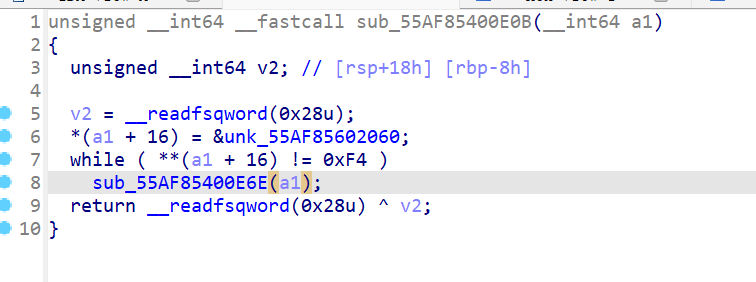 1 unsigned __int64 __fastcall sub_55AF85400E0B(__int64 a1)
2 {
3 unsigned __int64 v2; // [rsp+18h] [rbp-8h]
4
5 v2 = __readfsqword(0x28u);
6 *(a1 + 16) = &unk_55AF85602060;
7 while ( **(a1 + 16) != 0xF4 )
8 sub_55AF85400E6E(a1);
9 return __readfsqword(0x28u) ^ v2;
10 }